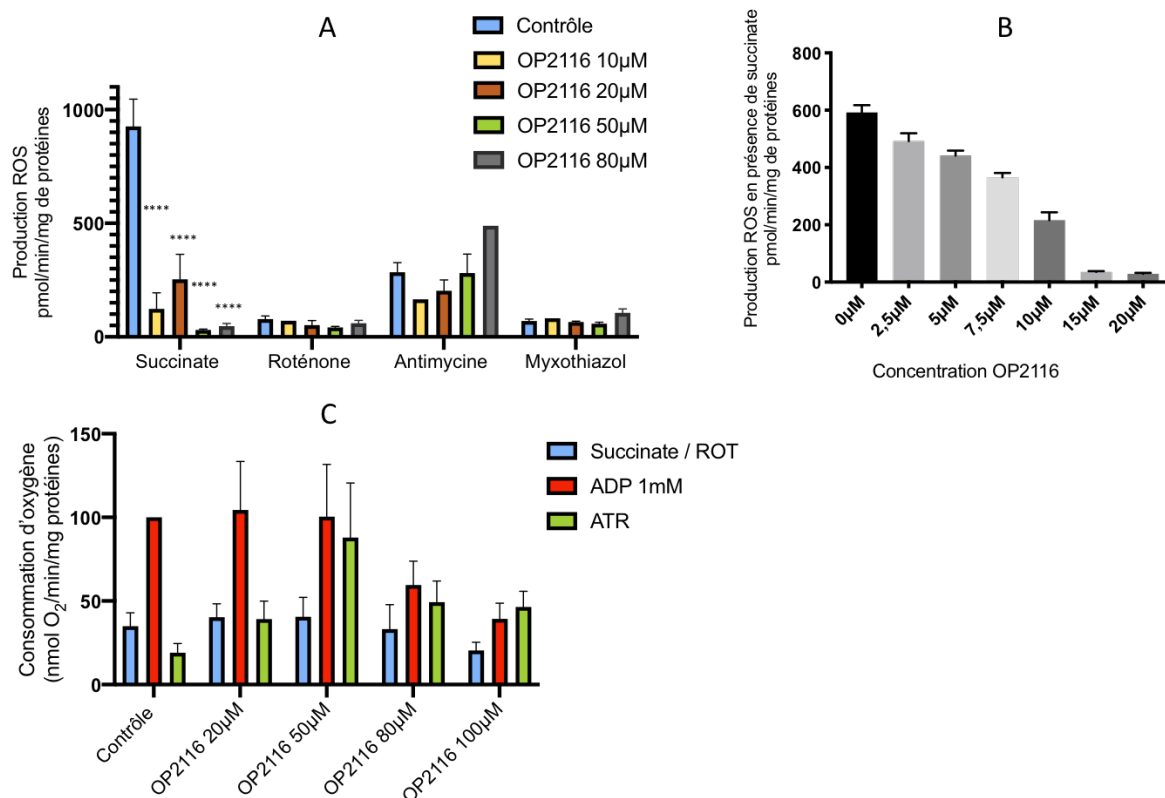 A
Contrôle
OP2116 10µM
OP2116 20µM
OP2116 50µM
OP2116 80µM
Production ROS
pmol/min/mg de protéines
1000
500
0
****
****
****
****
Succinate
Roténone
Antimycine
Myxothiazol
B
Production ROS en présence de succinate
pmol/min/mg de protéines
800
600
400
200
0
0µM
2,5µM
5µM
7,5µM
10µM
15µM
20µM
Concentration OP2116
C
Consommation d'oxygène
(nmol O₂/min/mg protéines)
150
100
50
0
Contrôle
OP2116 20µM
OP2116 50µM
OP2116 80µM
OP2116 100µM
Succinate / ROT
ADP 1mM
ATR